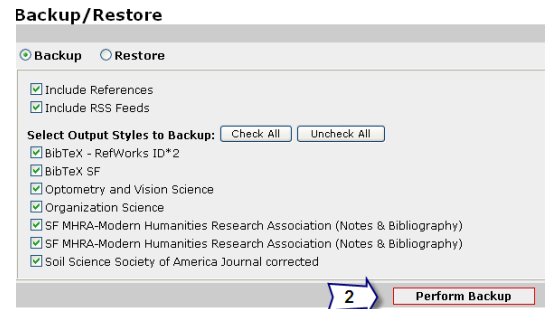 Backup/Restore
Backup Restore
Include References
Include RSS Feeds
Select Output Styles to Backup: Check All Uncheck All
BibTeX - RefWorks ID*2
BibTeX SF
Optometry and Vision Science
Organization Science
SF MHRA-Modern Humanities Research Association (Notes & Bibliography)
SF MHRA-Modern Humanities Research Association (Notes & Bibliography)
Soil Science Society of America Journal corrected
2 Perform Backup